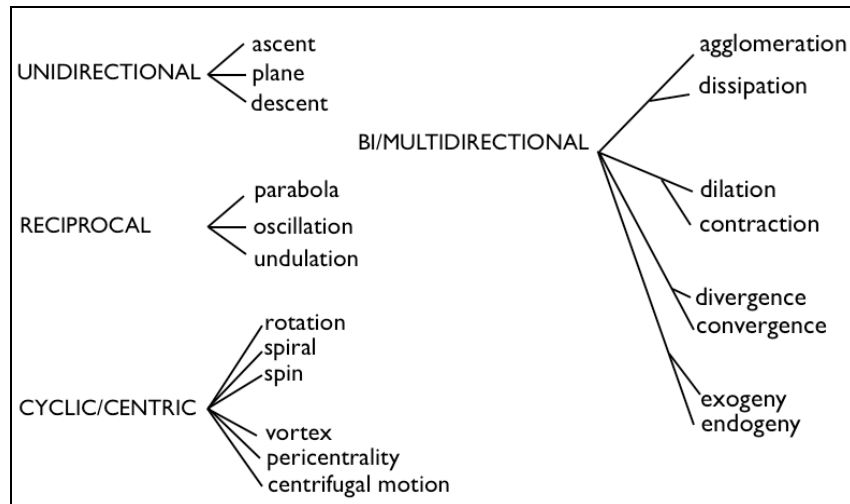 UNIDIRECTIONAL
ascent
plane
descent
RECIPROCAL
parabola
oscillation
undulation
CYCLIC/CENTRIC
rotation
spiral
spin
vortex
pericentrality
centrifugal motion
BI/MULTIDIRECTIONAL
agglomeration
dissipation
dilation
contraction
divergence
convergence
exogeny
endogeny